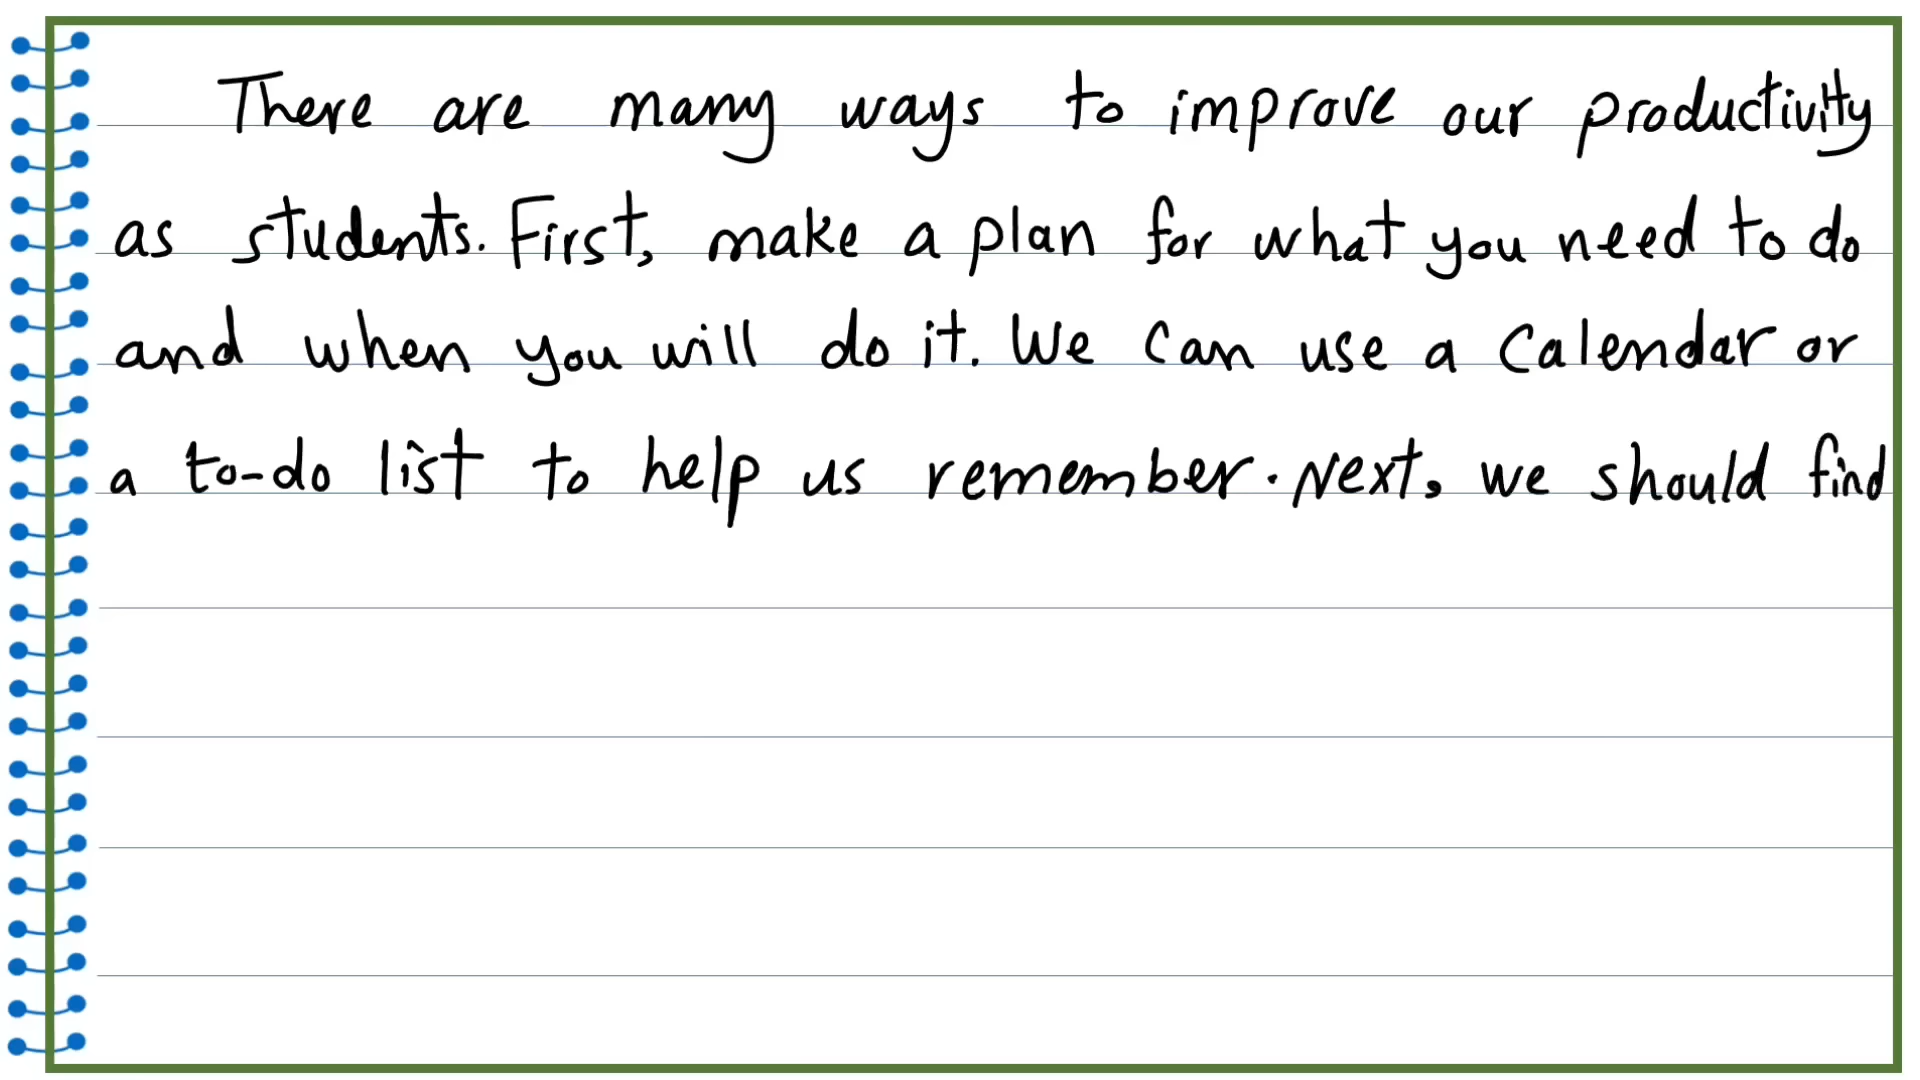 There are many ways to improve our productivity
as students. First, make a plan for what you need to do
and when you will do it. We can use a calendar or
a to-do list to help us remember. Next, we should find